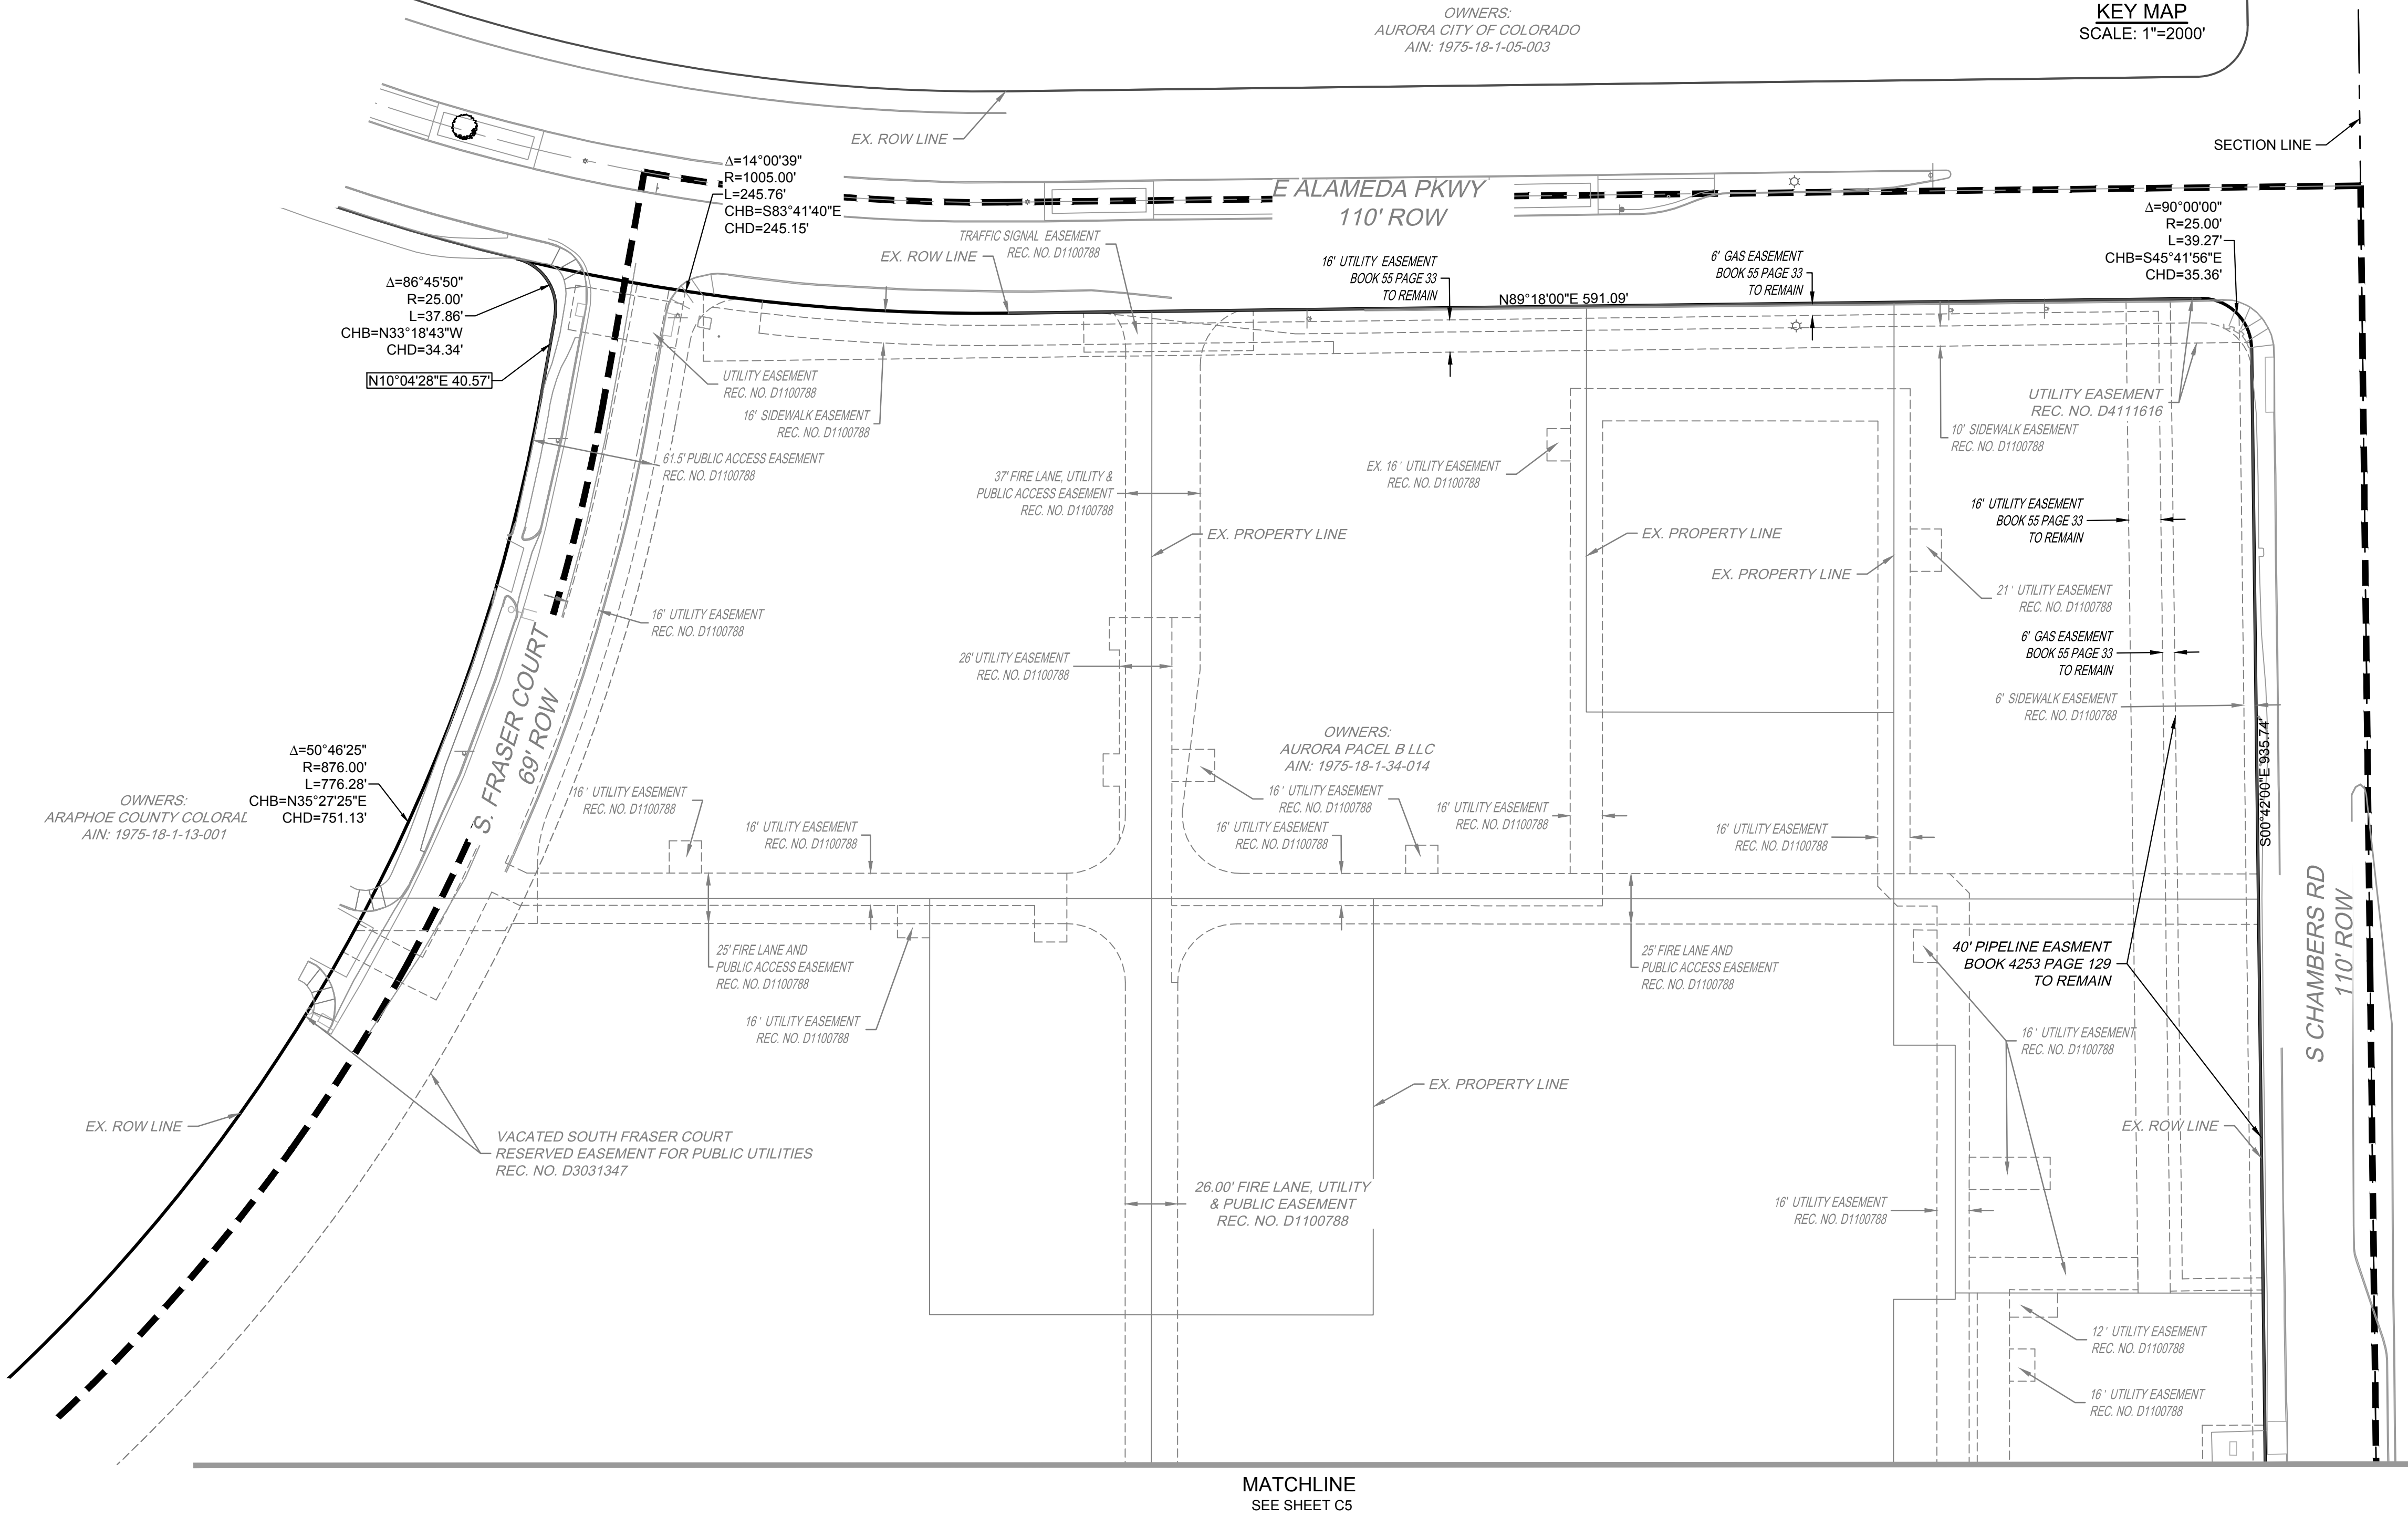 OWNERS:
AURORA CITY OF COLORADO
AIN: 1975-18-1-05-003
KEY MAP
SCALE: 1"=2000'
EX. ROW LINE
SECTION LINE
Δ=14°00'39"
R=1005.00'
L=245.76'
CHB=S83°41'40"E
CHD=245.15'
E ALAMEDA PKWY
110' ROW
Δ=90°00'00"
R=25.00'
L=39.27'
CHB=S45°41'56"E
CHD=35.36'
TRAFFIC SIGNAL EASEMENT
REC. NO. D1100788
EX. ROW LINE
16' UTILITY EASEMENT
BOOK 55 PAGE 33
TO REMAIN
6' GAS EASEMENT
BOOK 55 PAGE 33
TO REMAIN
N89°18'00"E 591.09'
Δ=86°45'50"
R=25.00'
L=37.86'
CHB=N33°18'43"W
CHD=34.34'
N10°04'28"E 40.57'
UTILITY EASEMENT
REC. NO. D1100788
16' SIDEWALK EASEMENT
REC. NO. D1100788
UTILITY EASEMENT
REC. NO. D4111616
10' SIDEWALK EASEMENT
REC. NO. D1100788
61.5' PUBLIC ACCESS EASEMENT
REC. NO. D1100788
37' FIRE LANE, UTILITY &
PUBLIC ACCESS EASEMENT
REC. NO. D1100788
EX. 16' UTILITY EASEMENT
REC. NO. D1100788
16' UTILITY EASEMENT
BOOK 55 PAGE 33
TO REMAIN
EX. PROPERTY LINE
EX. PROPERTY LINE
EX. PROPERTY LINE
21' UTILITY EASEMENT
REC. NO. D1100788
16' UTILITY EASEMENT
REC. NO. D1100788
6' GAS EASEMENT
BOOK 55 PAGE 33
TO REMAIN
26' UTILITY EASEMENT
REC. NO. D1100788
6' SIDEWALK EASEMENT
REC. NO. D1100788
S. FRASER COURT
69' ROW
S00°42'00"E 935.74'
OWNERS:
AURORA PACEL B LLC
AIN: 1975-18-1-34-014
Δ=50°46'25"
R=876.00'
L=776.28'
CHB=N35°27'25"E
CHD=751.13'
OWNERS:
ARAPHOE COUNTY COLORAD
AIN: 1975-18-1-13-001
16' UTILITY EASEMENT
REC. NO. D1100788
16' UTILITY EASEMENT
REC. NO. D1100788
16' UTILITY EASEMENT
REC. NO. D1100788
16' UTILITY EASEMENT
REC. NO. D1100788
16' UTILITY EASEMENT
REC. NO. D1100788
16' UTILITY EASEMENT
REC. NO. D1100788
S CHAMBERS RD
110' ROW
25' FIRE LANE AND
PUBLIC ACCESS EASEMENT
REC. NO. D1100788
25' FIRE LANE AND
PUBLIC ACCESS EASEMENT
REC. NO. D1100788
40' PIPELINE EASMENT
BOOK 4253 PAGE 129
TO REMAIN
16' UTILITY EASEMENT
REC. NO. D1100788
16' UTILITY EASEMENT
REC. NO. D1100788
EX. PROPERTY LINE
EX. ROW LINE
EX. ROW LINE
VACATED SOUTH FRASER COURT
RESERVED EASEMENT FOR PUBLIC UTILITIES
REC. NO. D3031347
26.00' FIRE LANE, UTILITY
& PUBLIC EASEMENT
REC. NO. D1100788
16' UTILITY EASEMENT
REC. NO. D1100788
12' UTILITY EASEMENT
REC. NO. D1100788
16' UTILITY EASEMENT
REC. NO. D1100788
MATCHLINE
SEE SHEET C5